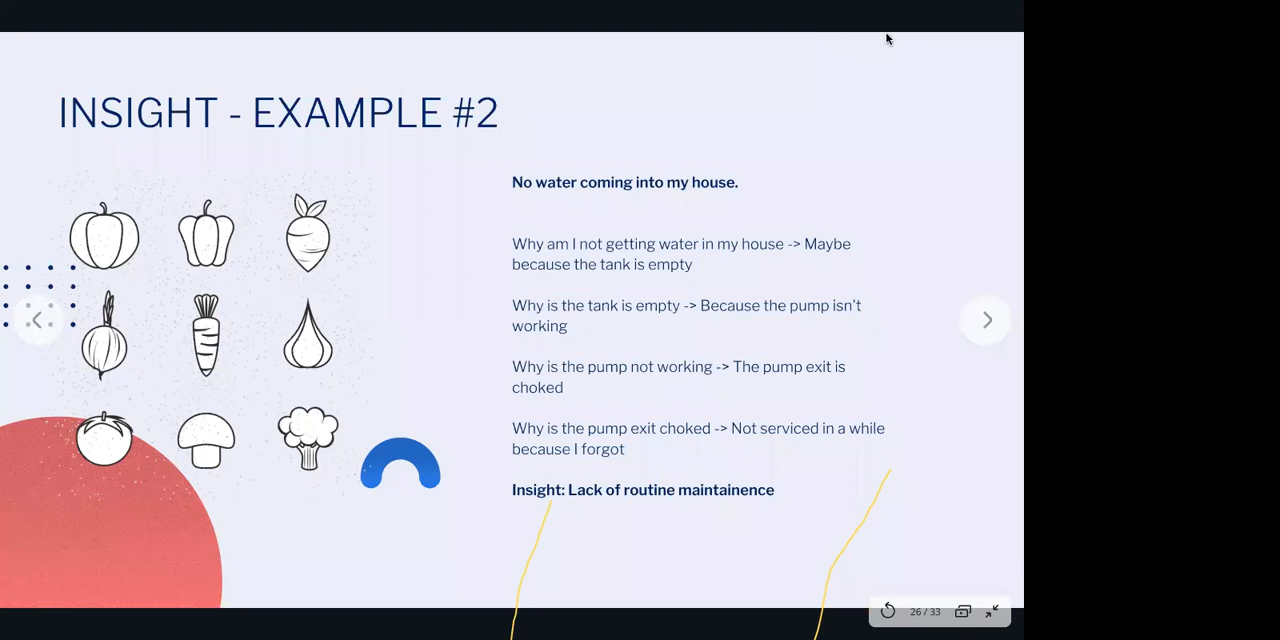 INSIGHT - EXAMPLE #2
No water coming into my house.
Why am I not getting water in my house -> Maybe
because the tank is empty
Why is the tank is empty -> Because the pump isn't
working
Why is the pump not working -> The pump exit is
choked
Why is the pump exit choked -> Not serviced in a while
because I forgot
Insight: Lack of routine maintainence
26 / 33